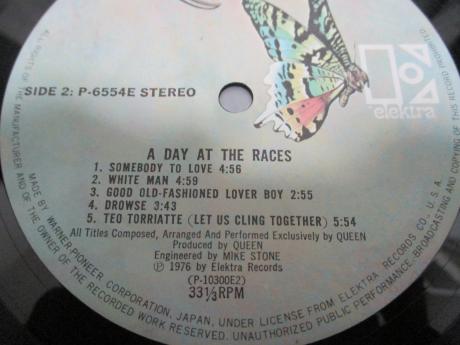 SIDE 2: P-6554E STEREO
elektra
A DAY AT THE RACES
1. SOMEBODY TO LOVE 4:56
2. WHITE MAN 4:59
3. GOOD OLD-FASHIONED LOVER BOY 2:55
4. DROWSE 3:43
5. TEO TORRIATTE (LET US CLING TOGETHER) 5:54
All Titles Composed, Arranged And Performed Exclusively by QUEEN
Produced by QUEEN
Engineered by MIKE STONE
Ⓟ 1976 by Elektra Records
(P-10300E2)
33⅓RPM
MADE BY WARNER-PIONEER CORPORATION, JAPAN, UNDER LICENSE FROM ELEKTRA RECORDS CO., U.S.A.
ALL RIGHTS OF THE MANUFACTURER AND OF THE OWNER OF THE RECORDED WORK RESERVED. UNAUTHORIZED PUBLIC PERFORMANCE, BROADCASTING AND COPYING OF THIS RECORD PROHIBITED